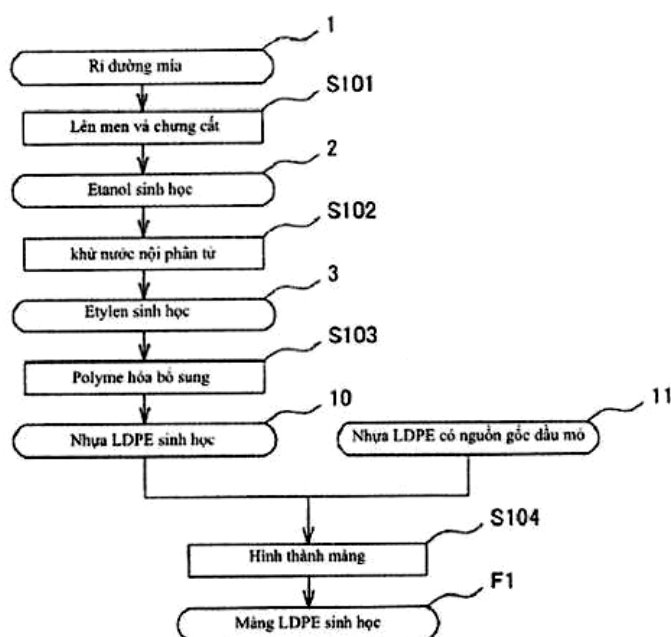 1
Rỉ đường mía
S101
Lên men và chưng cất
2
Etanol sinh học
S102
khử nước nội phân tử
3
Etylen sinh học
S103
Polyme hóa bổ sung
10
Nhựa LDPE sinh học
11
Nhựa LDPE có nguồn gốc dầu mỏ
S104
Hình thành màng
F1
Màng LDPE sinh học